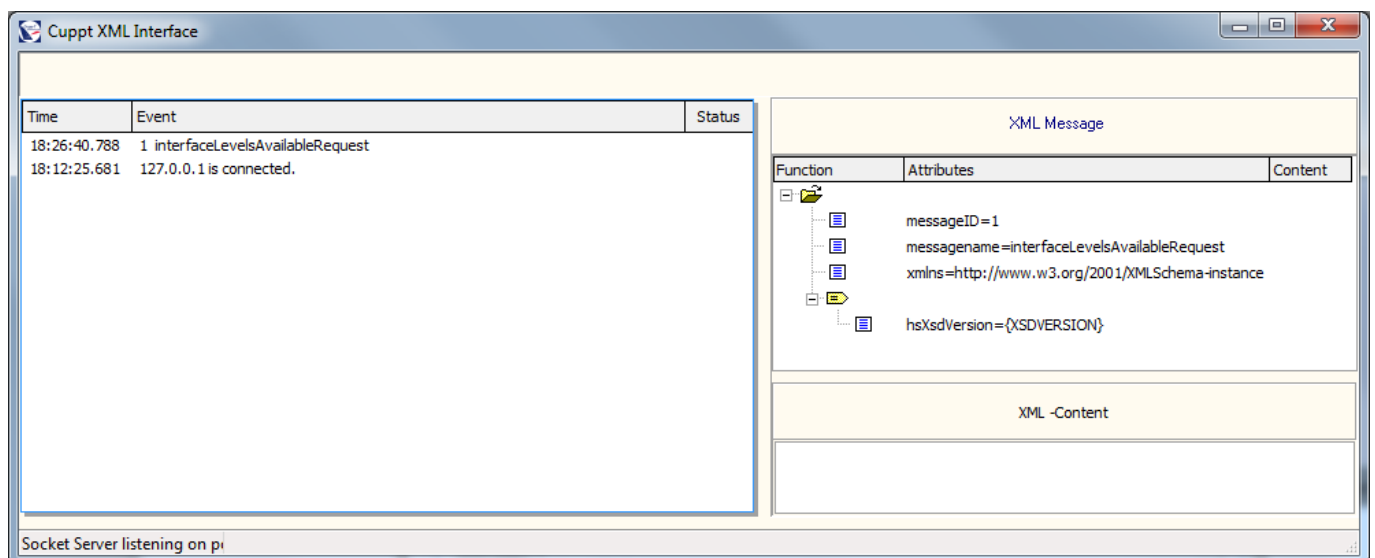 Cuppt XML Interface
Time Event Status
18:26:40.788 1 interfaceLevelsAvailableRequest
18:12:25.681 127.0.0.1 is connected.
XML Message
Function Attributes Content
messageID=1
messagename=interfaceLevelsAvailableRequest
xmlns=http://www.w3.org/2001/XMLSchema-instance
hsXsdVersion={XSDVERSION}
XML -Content
Socket Server listening on